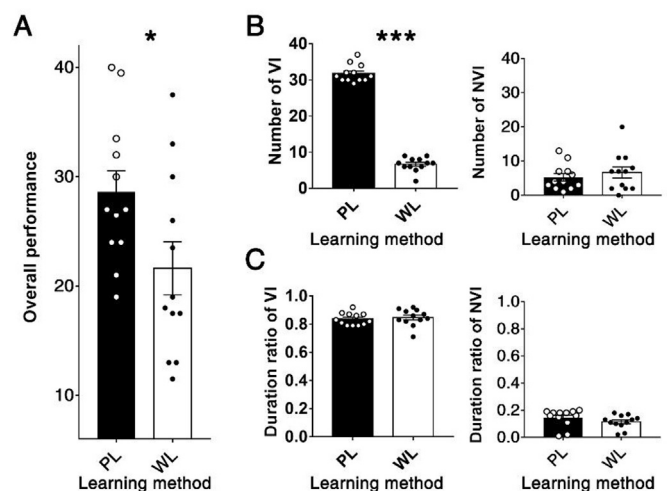 A
*
Overall performance
40
30
20
10
PL
WL
Learning method
B
***
Number of VI
40
30
20
10
0
PL
WL
Learning method
Number of NVI
40
30
20
10
0
PL
WL
Learning method
C
Duration ratio of VI
1.0
0.8
0.6
0.4
0.2
0.0
PL
WL
Learning method
Duration ratio of NVI
1.0
0.8
0.6
0.4
0.2
0.0
PL
WL
Learning method